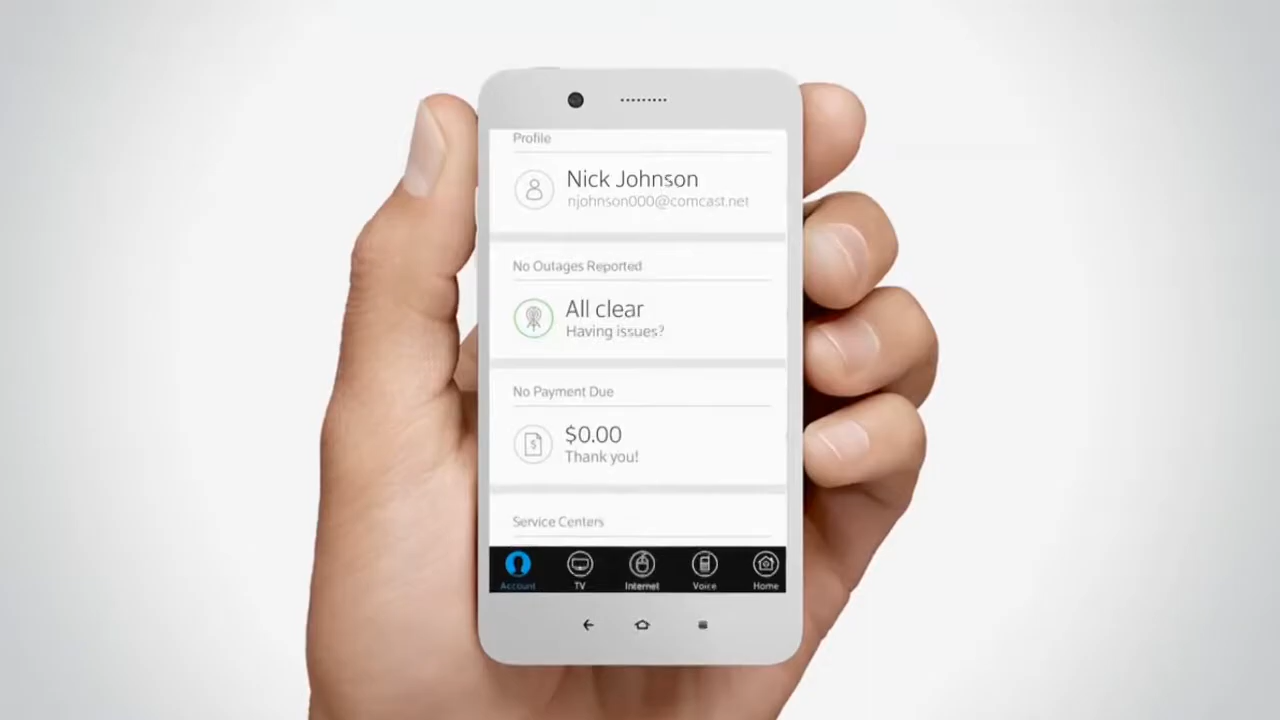 Profile
Nick Johnson
njohnson000@comcast.net
No Outages Reported
All clear
Having issues?
No Payment Due
$
$0.00
Thank you!
Service Centers
Account TV Internet Voice Home